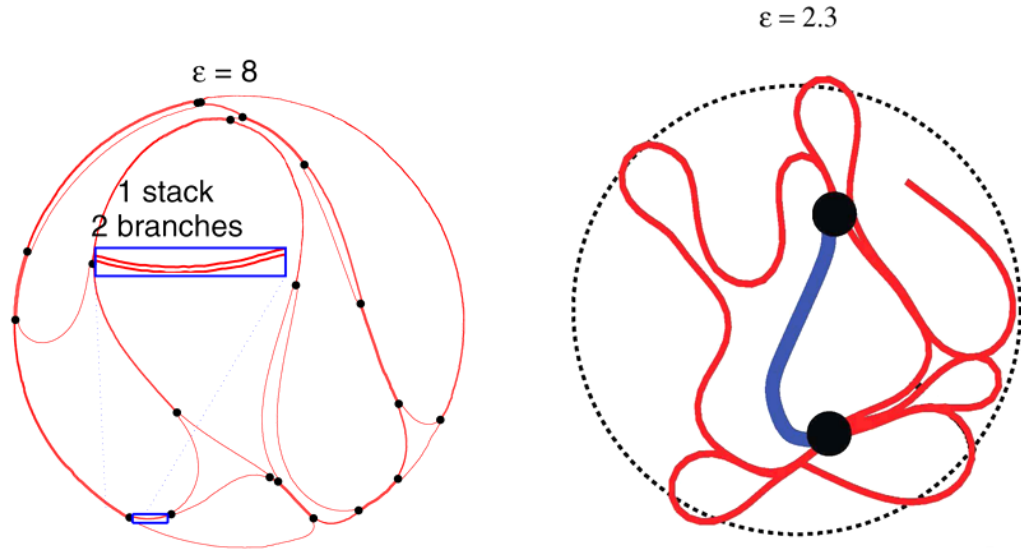 ε = 8
1 stack
2 branches
ε = 2.3